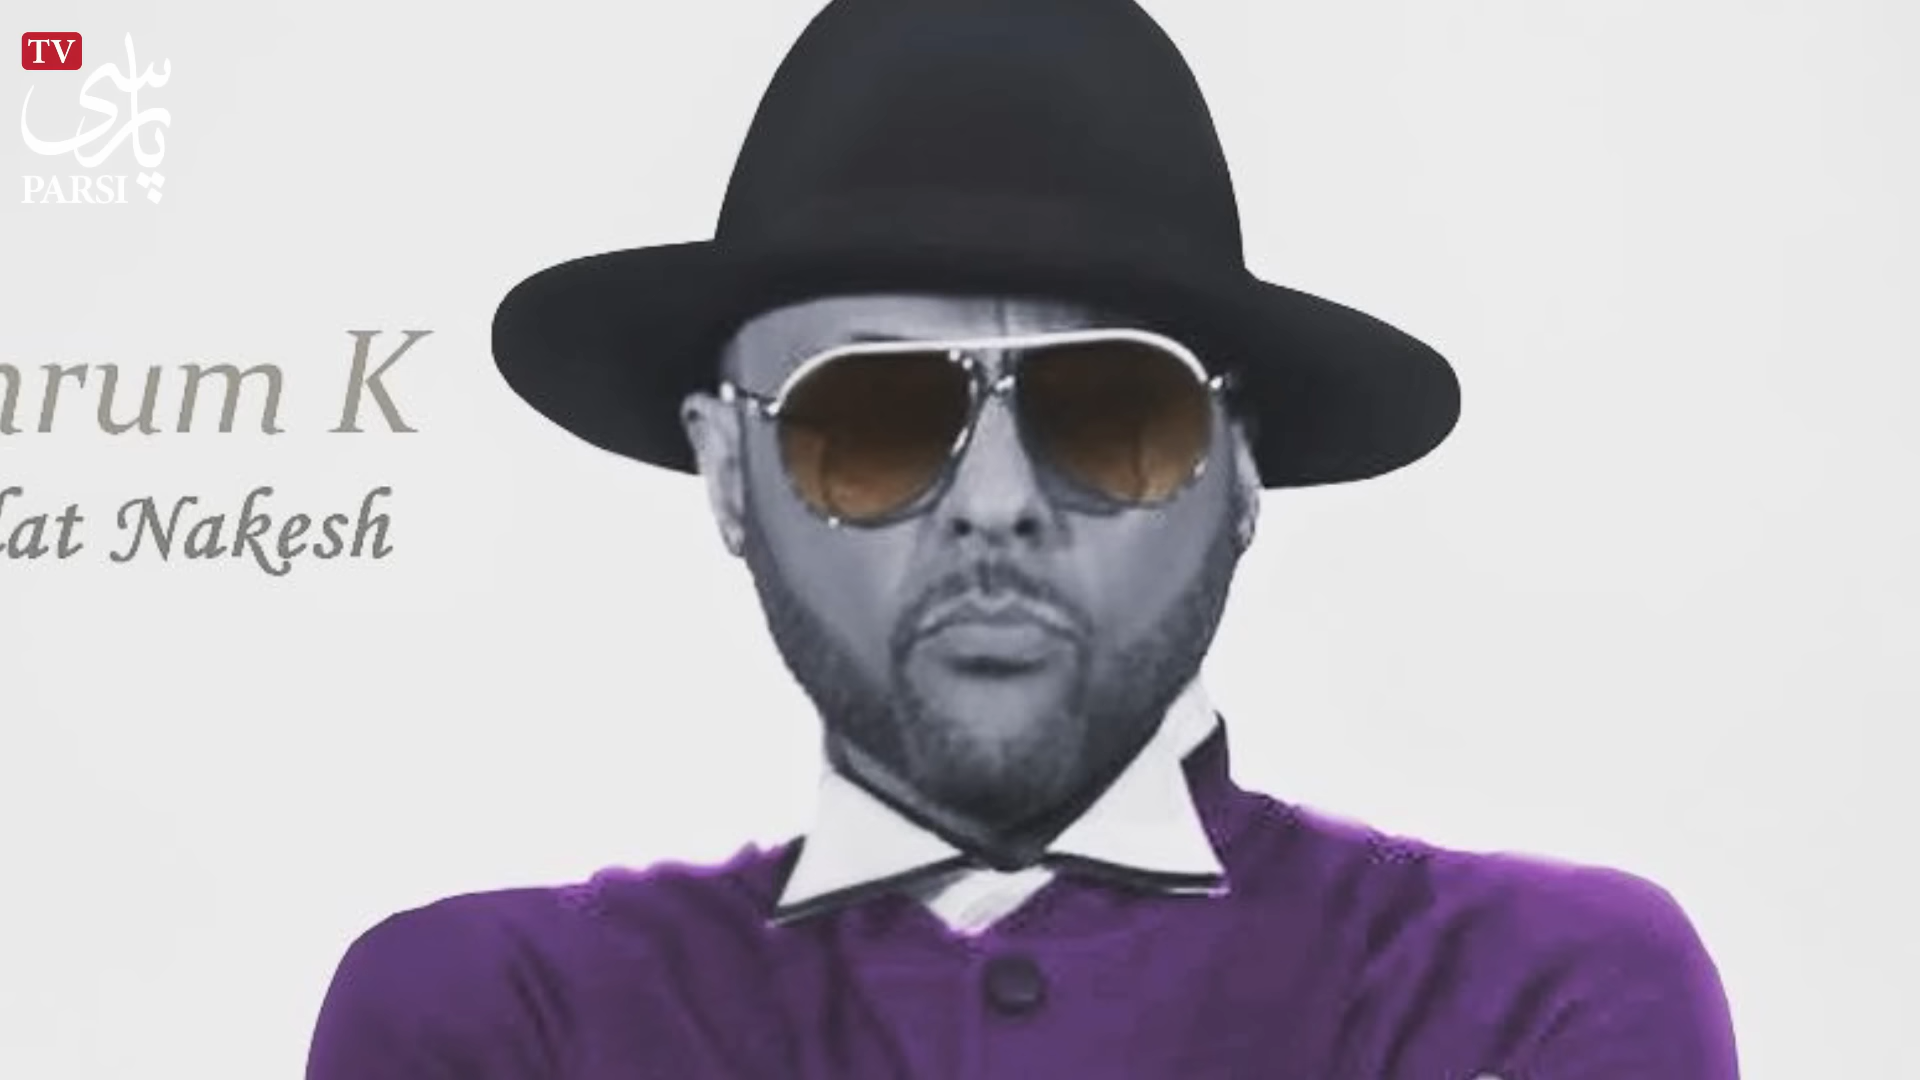 TV
پارسی
PARSI
hrum K
lat Nakesh